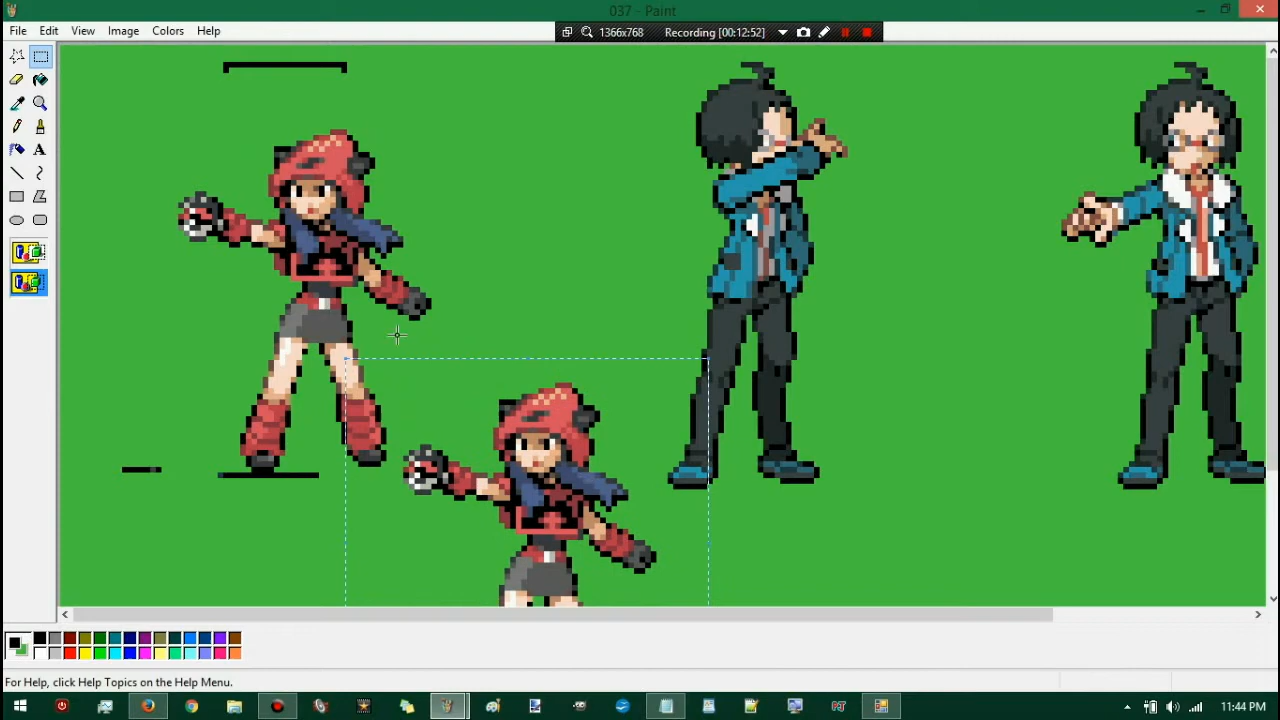 037 - Paint
File Edit View Image Colors Help
1366x768 Recording [00:12:52]
A
For Help, click Help Topics on the Help Menu.
11:44 PM